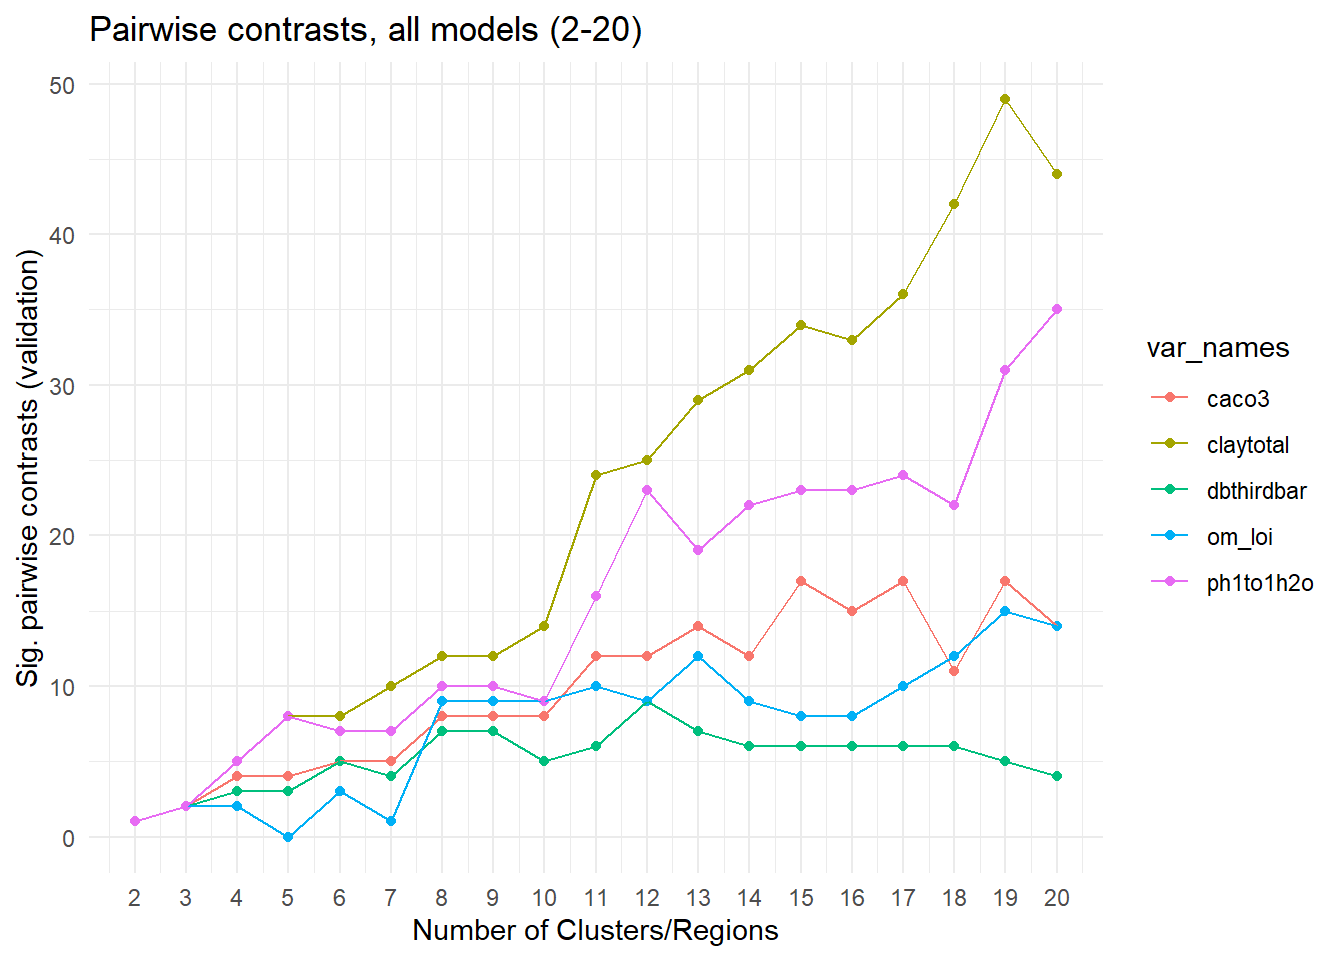 Pairwise contrasts, all models (2-20)
Sig. pairwise contrasts (validation)
50
40
30
20
10
0
2 3 4 5 6 7 8 9 10 11 12 13 14 15 16 17 18 19 20
Number of Clusters/Regions
var_names
caco3
claytotal
dbthirdbar
om_loi
ph1to1h2o